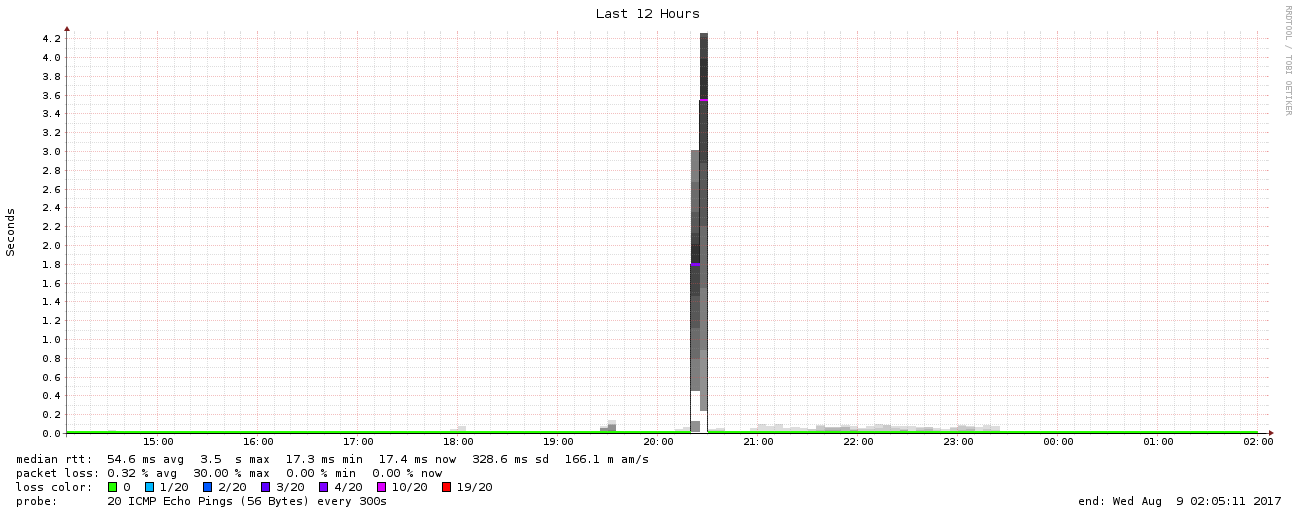 Last 12 Hours
RRDTOOL / TOBI OETIKER
Seconds
4.2
4.0
3.8
3.6
3.4
3.2
3.0
2.8
2.6
2.4
2.2
2.0
1.8
1.6
1.4
1.2
1.0
0.8
0.6
0.4
0.2
0.0
15:00 16:00 17:00 18:00 19:00 20:00 21:00 22:00 23:00 00:00 01:00 02:00
median rtt: 54.6 ms avg 3.5 s max 17.3 ms min 17.4 ms now 328.6 ms sd 166.1 m am/s
packet loss: 0.32 % avg 30.00 % max 0.00 % min 0.00 % now
loss color: 0 1/20 2/20 3/20 4/20 10/20 19/20
probe: 20 ICMP Echo Pings (56 Bytes) every 300s end: Wed Aug 9 02:05:11 2017